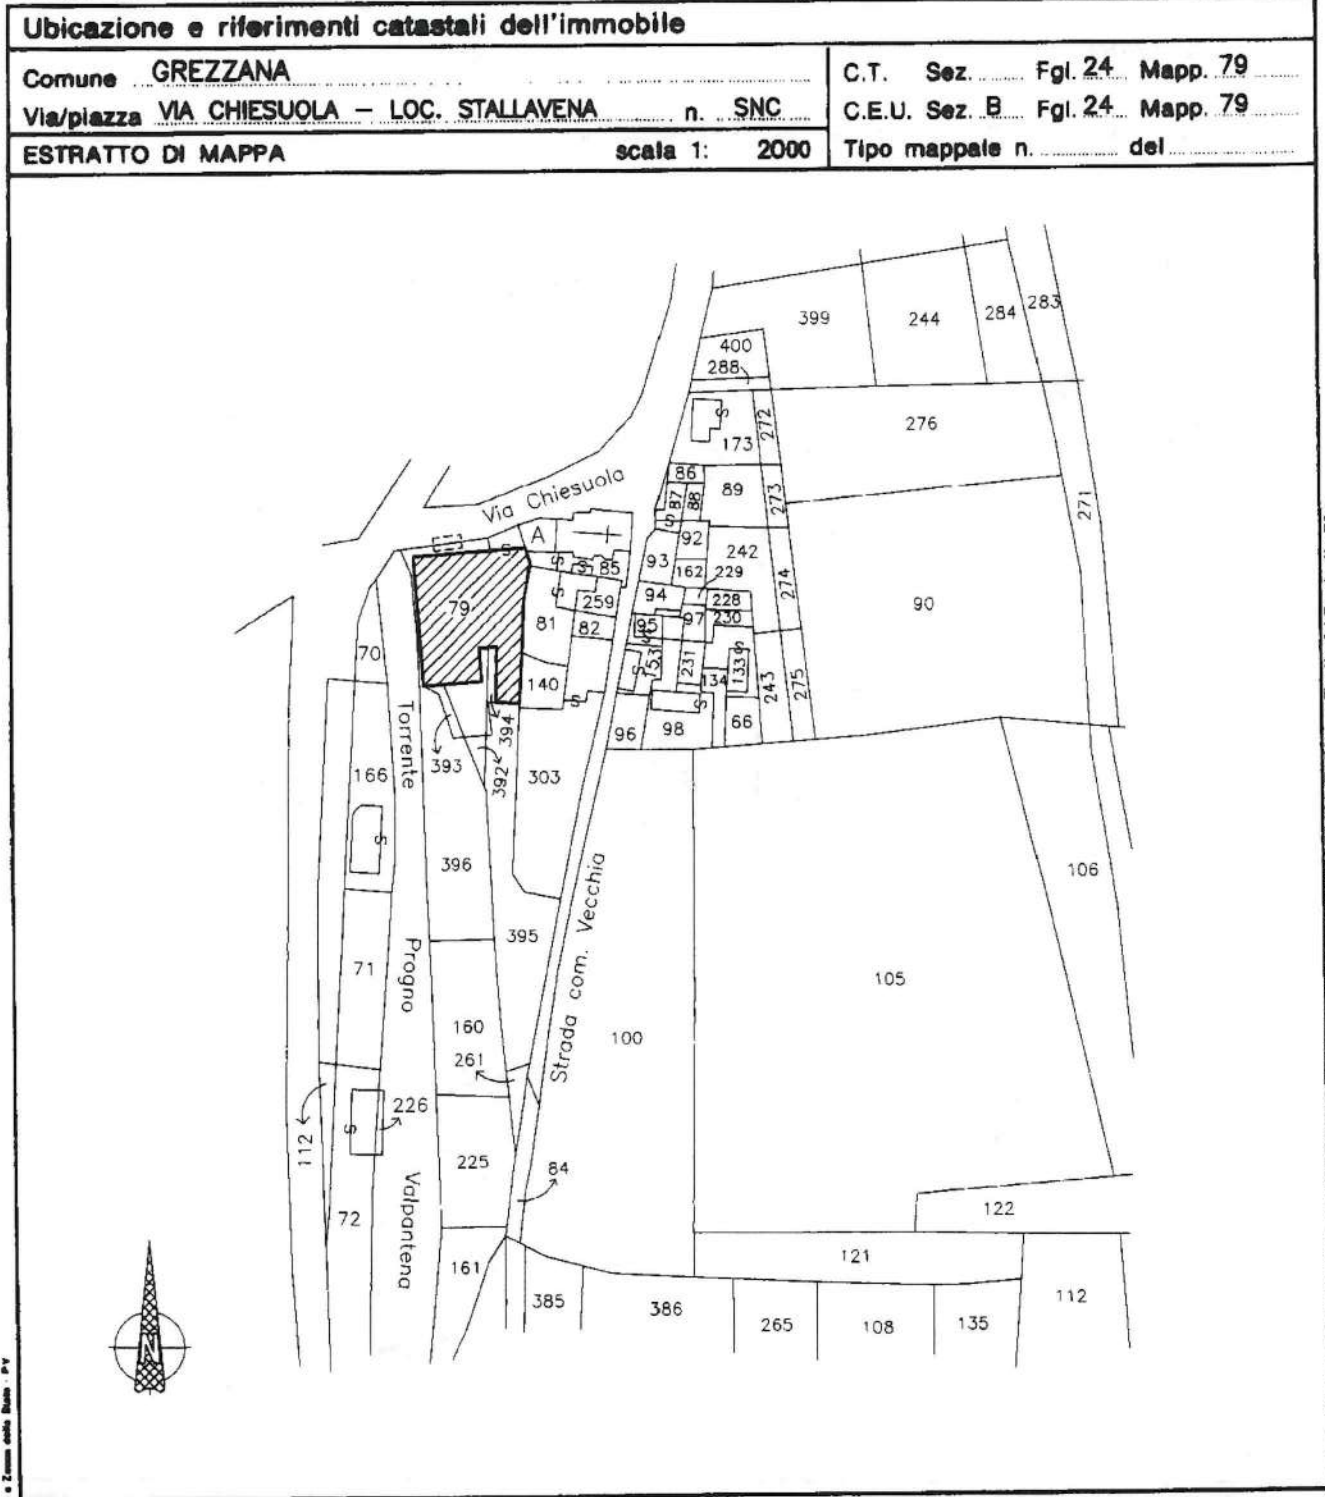 Ubicazione e riferimenti catastali dell'immobile
Comune GREZZANA
C.T. Sez. Fgl. 24 Mapp. 79
Via/piazza VIA CHIESUOLA – LOC. STALLAVENA n. SNC
C.E.U. Sez. B Fgl. 24 Mapp. 79
ESTRATTO DI MAPPA scala 1: 2000
Tipo mappale n. del
399
244
284
283
400
288
272
276
173
S
86
89
87
88
273
271
Via Chiesuola
A
S
S
92
242
93
162
229
274
S
S
85
S
259
94
228
90
79
81
82
95
97
230
S
70
153
231
S
133
S
134
243
275
140
S
S
96
98
66
Torrente
393
394
392
303
166
S
396
106
Strada com. Vecchia
395
71
Progno
105
160
100
261
226
S
112
225
84
Valpantena
72
122
161
121
385
386
265
108
135
112
N